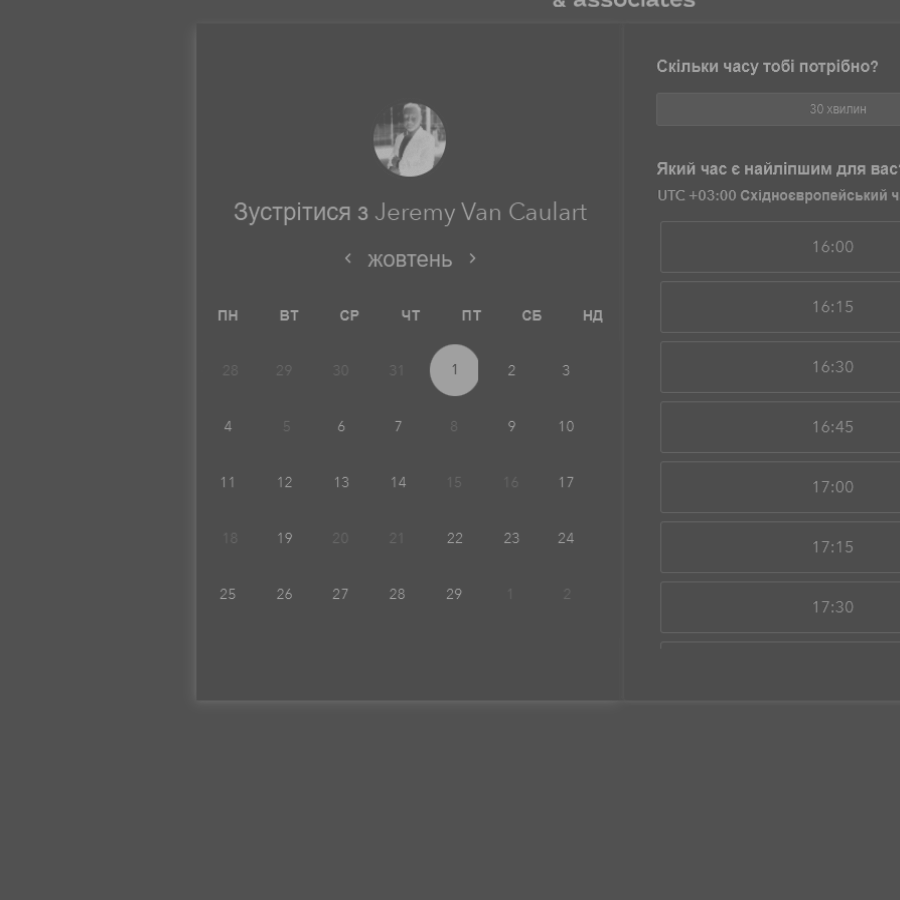 & associates
Зустрітися з Jeremy Van Caulart
жовтень
ПН ВТ СР ЧТ ПТ СБ НД
28 29 30 31 1 2 3
4 5 6 7 8 9 10
11 12 13 14 15 16 17
18 19 20 21 22 23 24
25 26 27 28 29 1 2
Скільки часу тобі потрібно?
30 хвилин
Який час є найліпшим для вас
UTC +03:00 Східноєвропейський ч
16:00
16:15
16:30
16:45
17:00
17:15
17:30